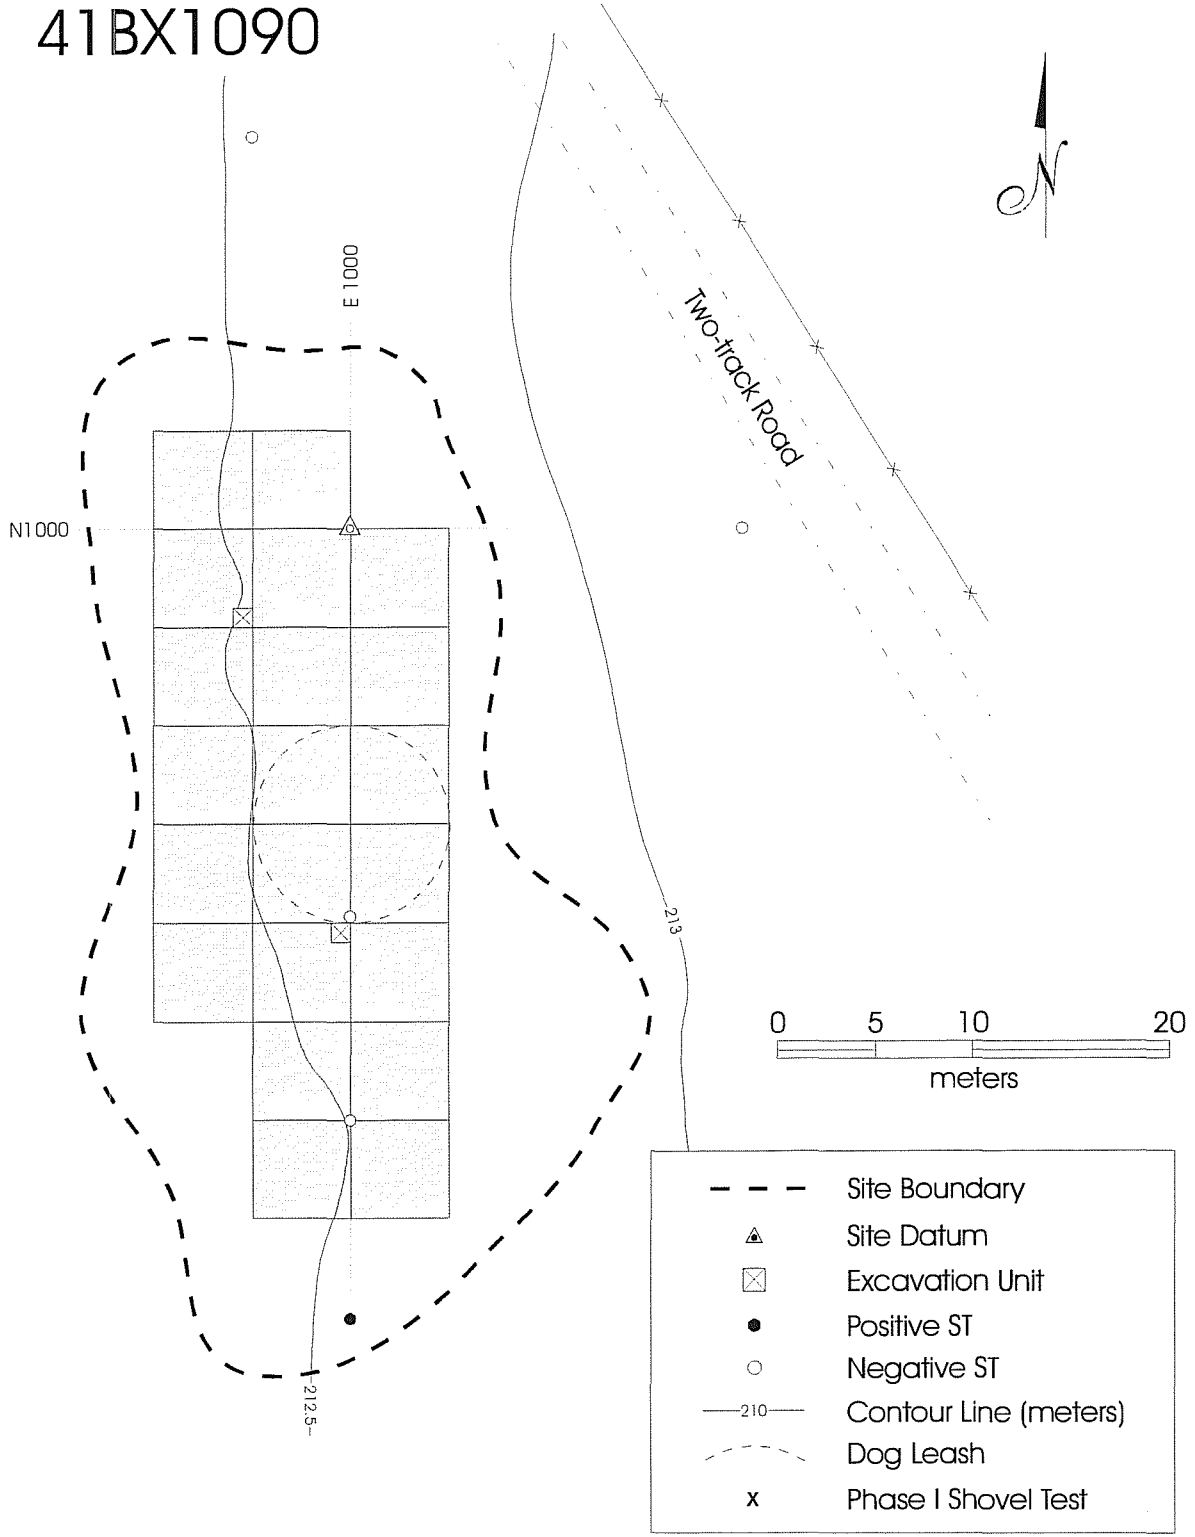 41BX1090
N
E 1000
Two-track Road
N1000
213
0 5 10 20
meters
Site Boundary
Site Datum
Excavation Unit
Positive ST
Negative ST
210
Contour Line (meters)
Dog Leash
x Phase I Shovel Test
212.5